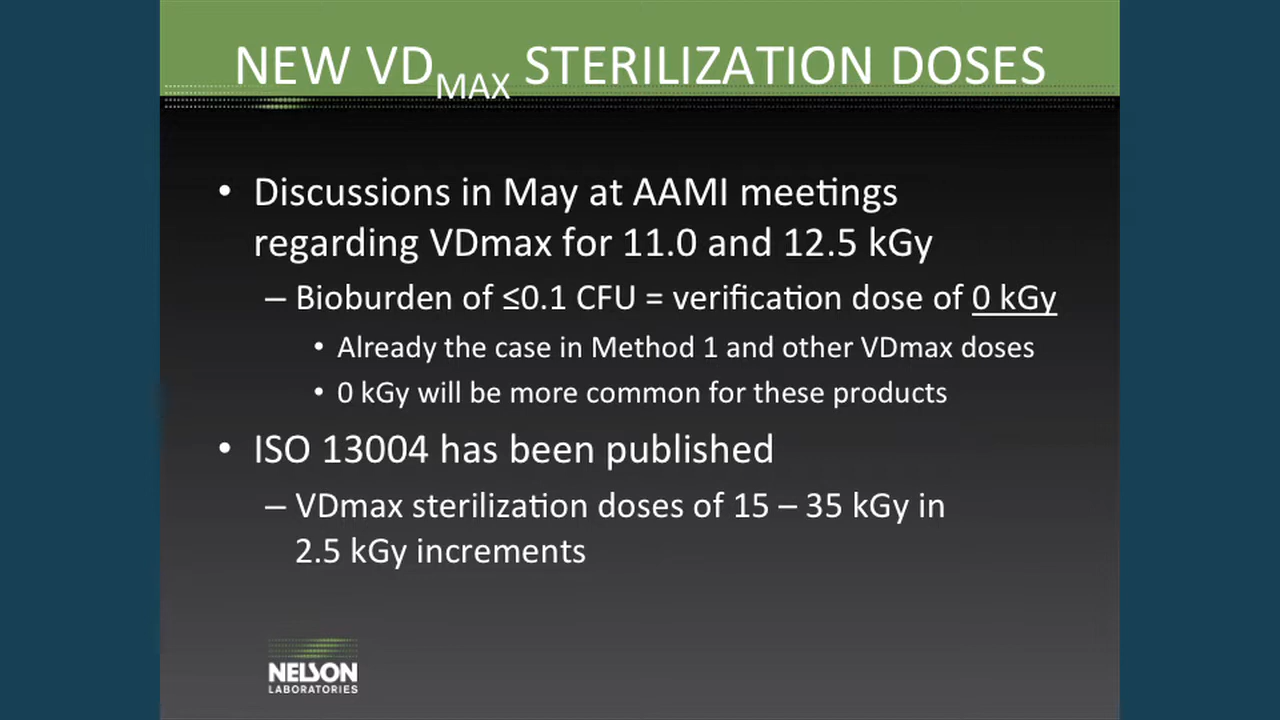 NEW VDMAX STERILIZATION DOSES
• Discussions in May at AAMI meetings
regarding VDmax for 11.0 and 12.5 kGy
– Bioburden of ≤0.1 CFU = verification dose of 0 kGy
• Already the case in Method 1 and other VDmax doses
• 0 kGy will be more common for these products
• ISO 13004 has been published
– VDmax sterilization doses of 15 – 35 kGy in
2.5 kGy increments
NELSON
LABORATORIES